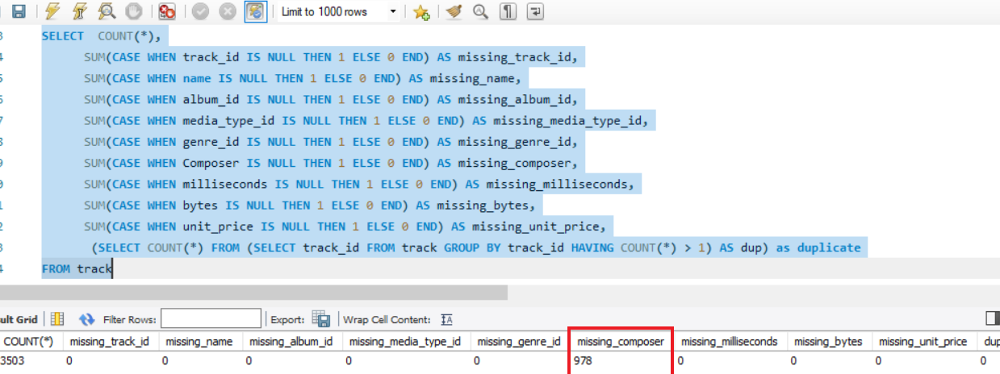 Limit to 1000 rows
SELECT COUNT(*),
SUM(CASE WHEN track_id IS NULL THEN 1 ELSE 0 END) AS missing_track_id,
SUM(CASE WHEN name IS NULL THEN 1 ELSE 0 END) AS missing_name,
SUM(CASE WHEN album_id IS NULL THEN 1 ELSE 0 END) AS missing_album_id,
SUM(CASE WHEN media_type_id IS NULL THEN 1 ELSE 0 END) AS missing_media_type_id,
SUM(CASE WHEN genre_id IS NULL THEN 1 ELSE 0 END) AS missing_genre_id,
SUM(CASE WHEN Composer IS NULL THEN 1 ELSE 0 END) AS missing_composer,
SUM(CASE WHEN milliseconds IS NULL THEN 1 ELSE 0 END) AS missing_milliseconds,
SUM(CASE WHEN bytes IS NULL THEN 1 ELSE 0 END) AS missing_bytes,
SUM(CASE WHEN unit_price IS NULL THEN 1 ELSE 0 END) AS missing_unit_price,
(SELECT COUNT(*) FROM (SELECT track_id FROM track GROUP BY track_id HAVING COUNT(*) > 1) AS dup) as duplicate
FROM track
ult Grid Filter Rows: Export: Wrap Cell Content:
COUNT(*) missing_track_id missing_name missing_album_id missing_media_type_id missing_genre_id missing_composer missing_milliseconds missing_bytes missing_unit_price dup
3503 0 0 0 0 0 978 0 0 0 0